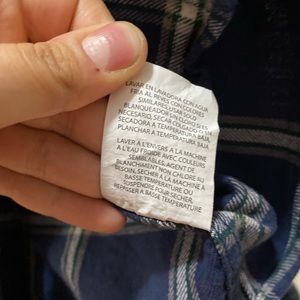 LAVAR EN LAVADORA CON AGUA
FRIA AL REVES CON COLORES
SIMILARES. USAR SOLO
BLANQUEADOR SIN CLORO SI ES
NECESARIO, SECAR COLGADO O EN
SECADORA A TEMPERATURA BAJA
PLANCHAR A TEMPERATURA BAJA
LAVER À L'ENVERS À LA MACHINE
A L'EAU FROIDE AVEC COULEURS
SEMBLABLES, AGENT DE
BLANCHIMENT NON CHLORE AU
BESOIN, SÉCHER À LA MACHINE À
BASSE TEMPÉRATURE OU
SUSPENDRE POUR SÉCHER,
REPASSER À BASSE TEMPÉRATURE